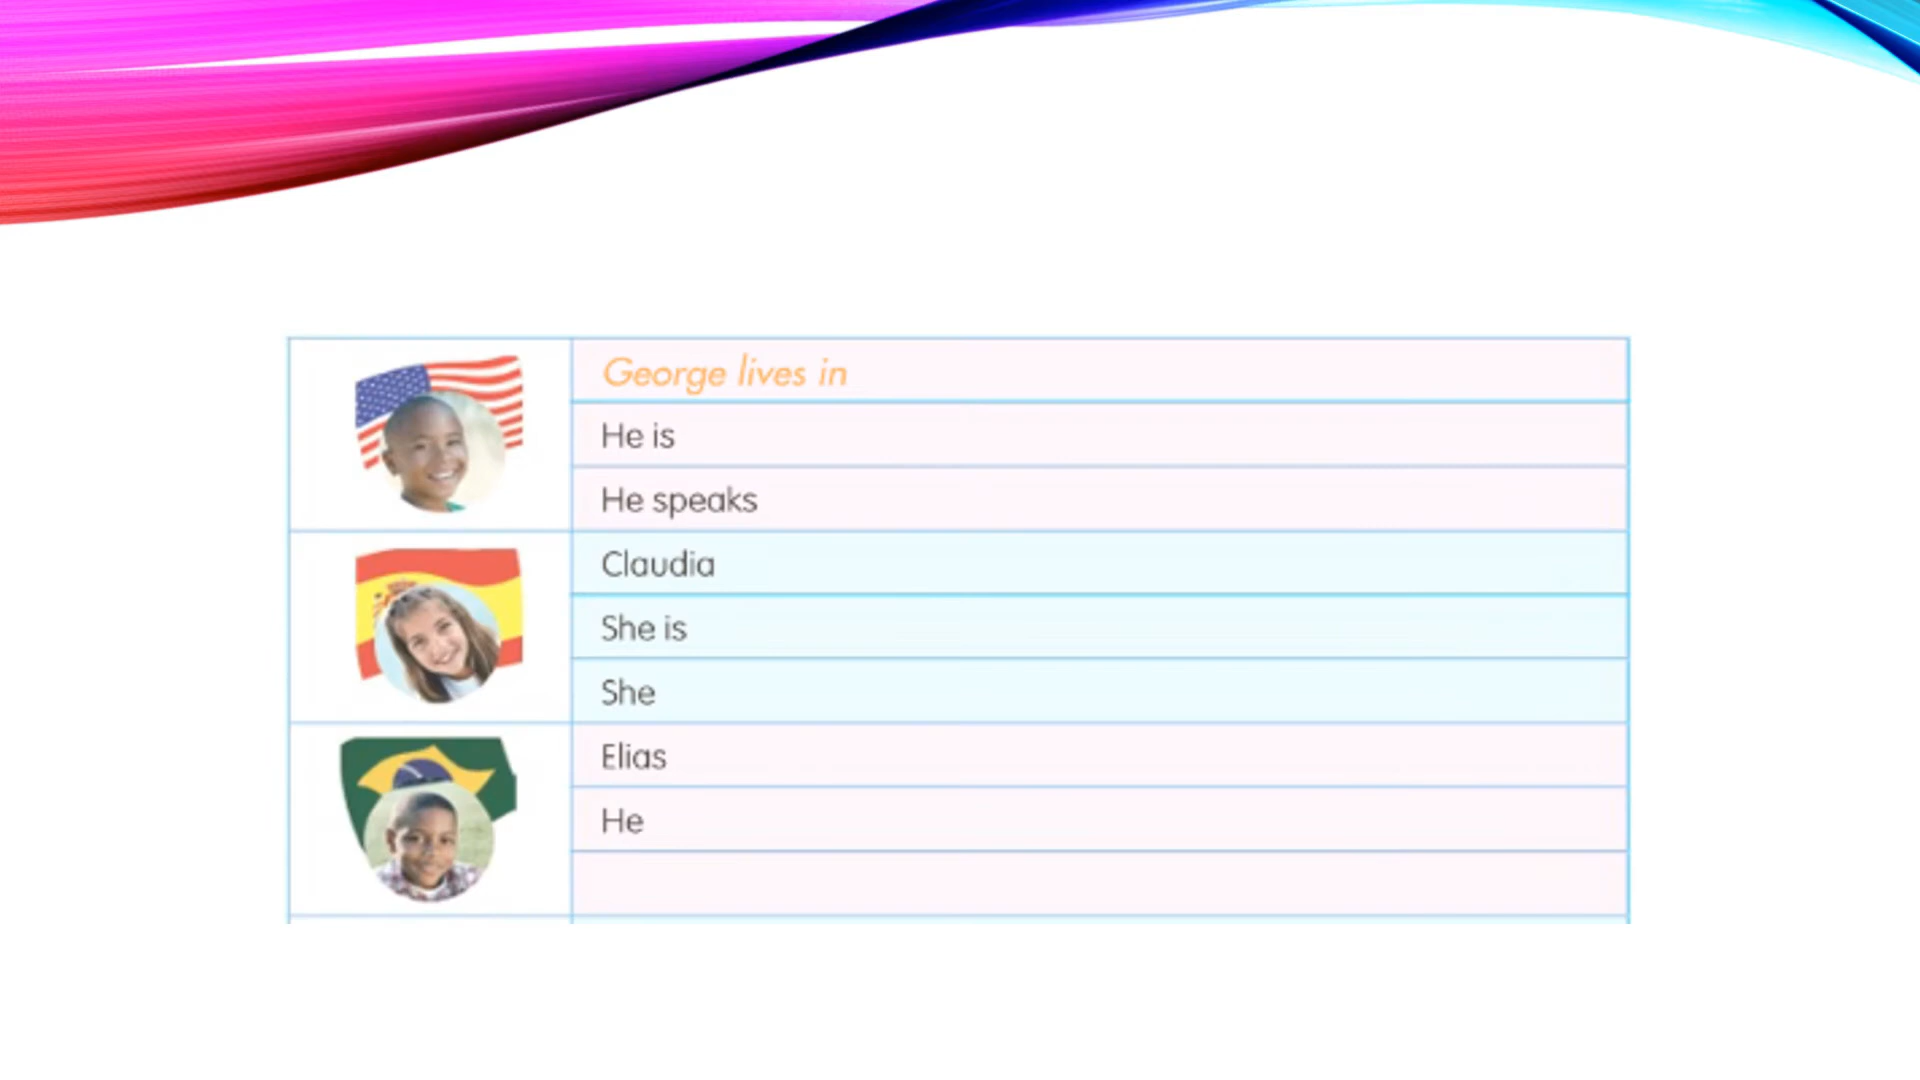 George lives in
He is
He speaks
Claudia
She is
She
Elias
He